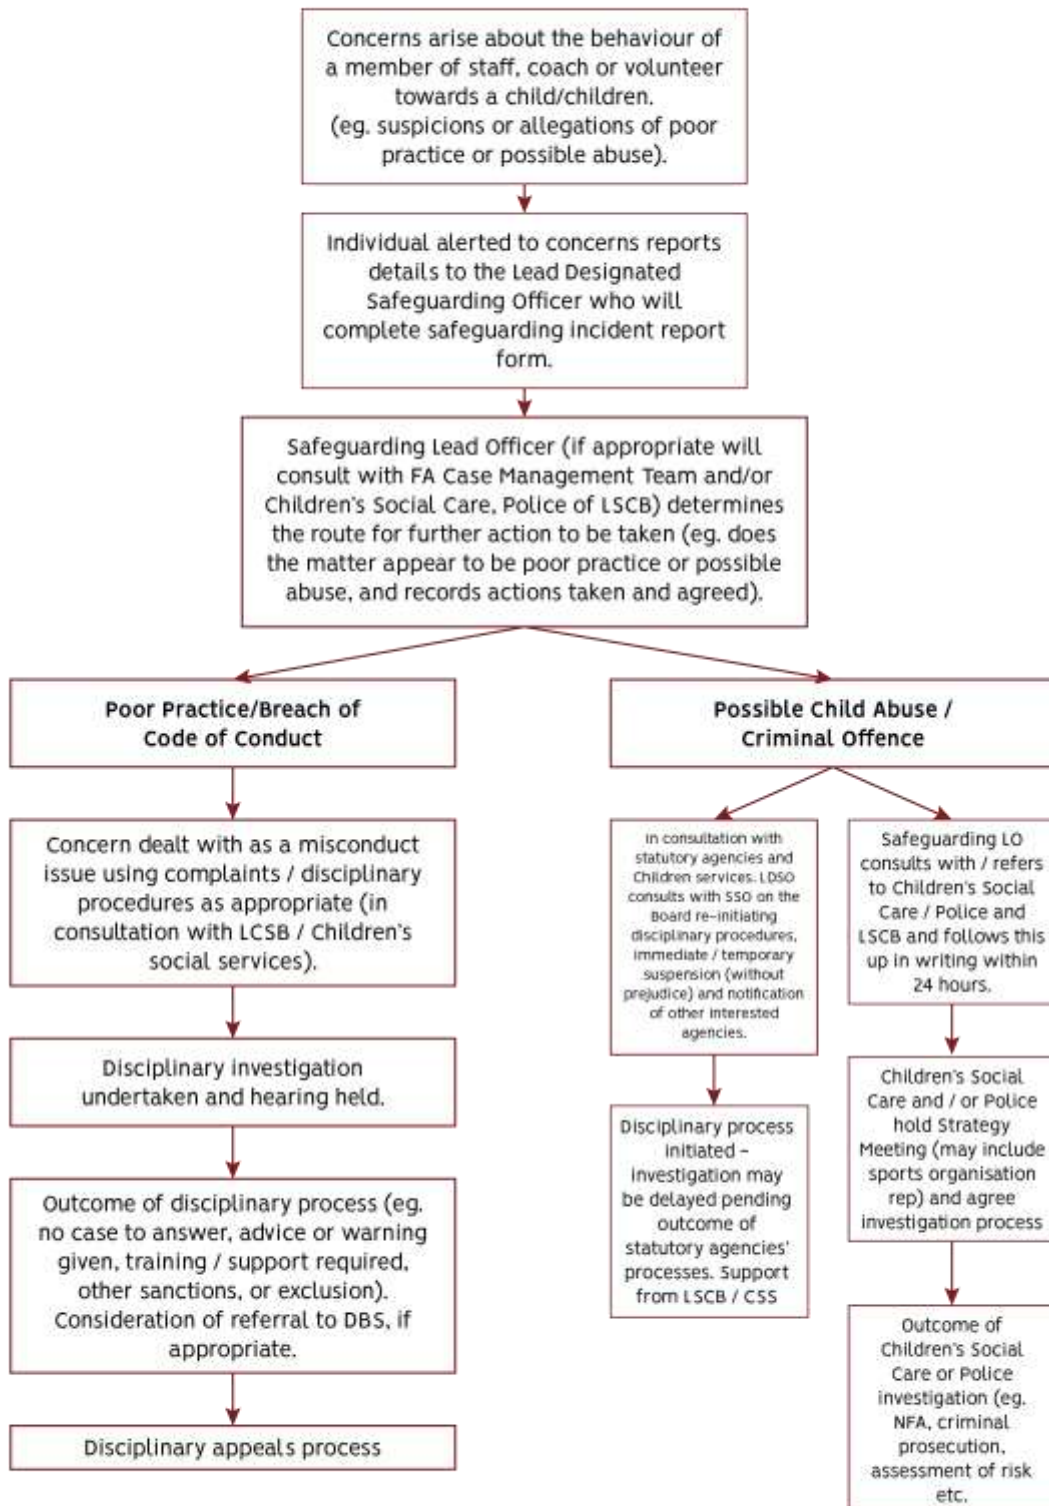 Concerns arise about the behaviour of
a member of staff, coach or volunteer
towards a child/children.
(eg. suspicions or allegations of poor
practice or possible abuse).
Individual alerted to concerns reports
details to the Lead Designated
Safeguarding Officer who will
complete safeguarding incident report
form.
Safeguarding Lead Officer (if appropriate will
consult with FA Case Management Team and/or
Children's Social Care, Police of LSCB) determines
the route for further action to be taken (eg. does
the matter appear to be poor practice or possible
abuse, and records actions taken and agreed).
Poor Practice/Breach of
Code of Conduct
Concern dealt with as a misconduct
issue using complaints / disciplinary
procedures as appropriate (in
consultation with LCSB / Children's
social services).
Disciplinary investigation
undertaken and hearing held.
Outcome of disciplinary process (eg.
no case to answer, advice or warning
given, training / support required,
other sanctions, or exclusion).
Consideration of referral to DBS, if
appropriate.
Disciplinary appeals process
Possible Child Abuse /
Criminal Offence
In consultation with
statutory agencies and
Children services. LDSO
consults with SSO on the
Board re-initiating
disciplinary procedures,
immediate / temporary
suspension (without
prejudice) and notification
of other interested
agencies.
Disciplinary process
initiated –
investigation may
be delayed pending
outcome of
statutory agencies'
processes. Support
from LSCB / CSS
Safeguarding LO
consults with / refers
to Children's Social
Care / Police and
LSCB and follows this
up in writing within
24 hours.
Children's Social
Care and / or Police
hold Strategy
Meeting (may include
sports organisation
rep) and agree
investigation process
Outcome of
Children's Social
Care or Police
investigation (eg.
NFA, criminal
prosecution,
assessment of risk
etc.